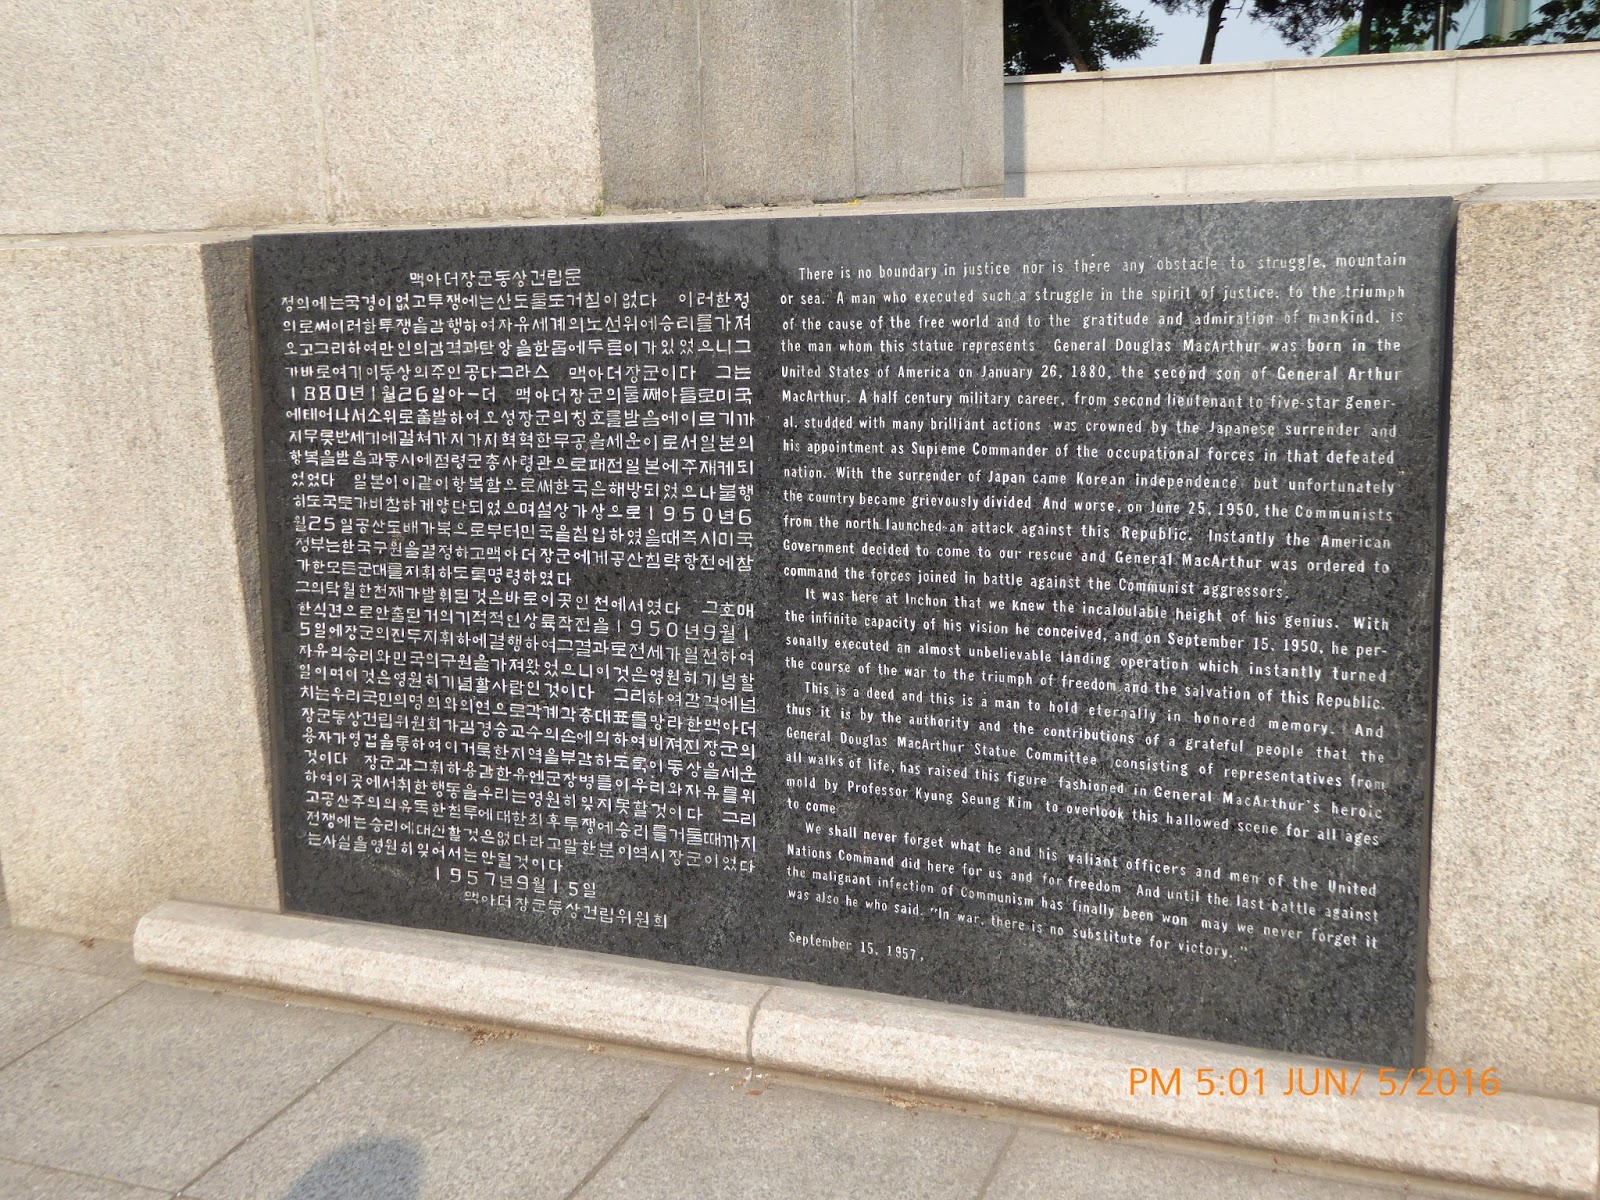 맥아더장군동상건립문
정의에는국경이없고투쟁에는산도물도거침이없다 이러한정
의로써이러한투쟁을감행하여자유세계의노선위에승리를가져
오고그리하여만인의감격과탄앙을한몸에두른이가있었으니그
가바로여기이동상의주인공다그라스 맥아더장군이다 그는
1880년1월26일아-더 맥아더장군의둘째아들로미국
에태어나서소위로출발하여오성장군의칭호를받음에이르기까
지무릇반세기에걸쳐가지가지혁혁한무공을세운이로서일본의
항복을받음과동시에점령군총사령관으로패전일본에주재케되
었었다 일본이이같이항복함으로써한국은해방되었으나불행
히도국토가비참하게양단되었으며설상가상으로1950년6
월25일공산도배가북으로부터민국을침입하였을때즉시미국
정부는한국구원을결정하고맥아더장군에게공산침략항전에참
가한모든군대를지휘하도록명령하였다
그의탁월한천재가발휘된것은바로이곳인천에서였다 그호매
한식견으로안출된거의기적적인상륙작전을1950년9월1
5일에장군의진두지휘하에결행하여그결과로전세가일전하여
자유의승리와민국의구원을가져왔었으니이것은영원히기념할
일이며이것은영원히기념할사람인것이다 그리하여감격에넘
치는우리국민의명의와의연으로각계각층대표를망라한맥아더
장군동상건립위원회가김경승교수의손에의하여비져진장군의
용자가영겁을통하여이거룩한지역을부감하도록이동상을세운
것이다 장군과그휘하용감한유엔군장병들이우리와자유를위
하여이곳에서취한행동을우리는영원히잊지못할것이다 그리
고공산주의의유독한침투에대한최후투쟁에승리를거둘때까지
전쟁에는승리에대신할것은없다라고말한분이역시장군이었다
는사실을영원히잊어서는안될것이다
1957년9월15일
맥아더장군동상건립위원회
There is no boundary in justice nor is there any obstacle to struggle, mountain
or sea. A man who executed such a struggle in the spirit of justice, to the triumph
of the cause of the free world and to the gratitude and admiration of mankind, is
the man whom this statue represents General Douglas MacArthur was born in the
United States of America on January 26, 1880, the second son of General Arthur
MacArthur. A half century military career, from second lieutenant to five-star gener-
al, studded with many brilliant actions was crowned by the Japanese surrender and
his appointment as Supieme Commander of the occupational forces in that defeated
nation. With the surrender of Japan came Korean independence but unfortunately
the country became grievously divided And worse, on June 25, 1950, the Communists
from the north launched an attack against this Republic. Instantly the American
Government decided to come to our rescue and General MacArthur was ordered to
command the forces joined in battle against the Communist aggressors.
It was here at Inchon that we knew the incaloulable height of his genius. With
the infinite capacity of his vision he conceived, and on September 15, 1950, he per-
sonally executed an almost unbelievable landing operation which instantly turned
the course of the war to the triumph of freedom and the salvation of this Republic.
This is a deed and this is a man to hold eternally in honored memory. And
thus it is by the authority and the contributions of a grateful people that the
General Douglas MacArthur Statue Committee consisting of representatives from
all walks of life, has raised this figure fashioned in General MacArthur's heroic
mold by Professor Kyung Seung Kim to overlook this hallowed scene for all ages
to come
We shall never forget what he and his valiant officers and men of the United
Nations Command did here for us and for freedom And until the last battle against
the malignant infection of Communism has finally been won may we never forget it
was also he who said, "In war, there is no substitute for victory."
September 15, 1957,
PM 5:01 JUN/ 5/2016